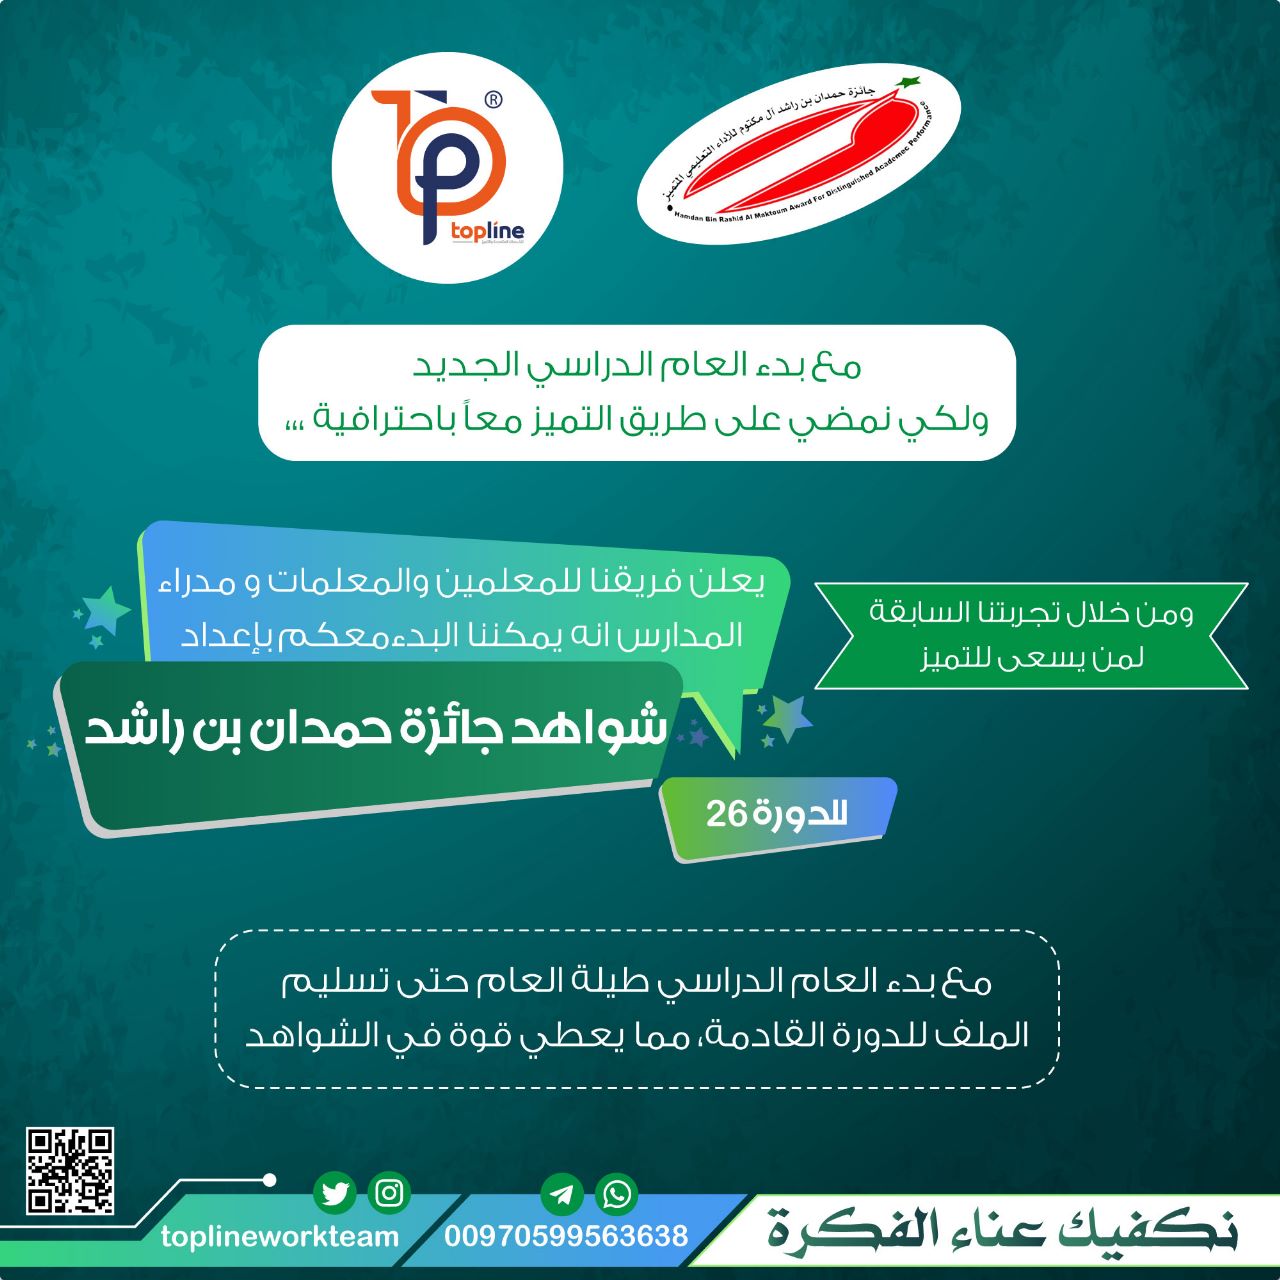 جائزة حمدان بن راشد آل مكتوم للأداء التعليمي المتميز
Hamdan Bin Rashid Al Maktoum Award For Distinguished Academec Performance
®
topline
مع بدء العام الدراسي الجديد
ولكي نمضي على طريق التميز معاً باحترافية ،،،
ومن خلال تجربتنا السابقة
لمن يسعى للتميز
يعلن فريقنا للمعلمين والمعلمات و مدراء
المدارس انه يمكننا البدءمعكم بإعداد
شواهد جائزة حمدان بن راشد
للدورة 26
مع بدء العام الدراسي طيلة العام حتى تسليم
الملف للدورة القادمة، مما يعطي قوة في الشواهد
نكفيك عناء الفكرة
00970599563638
toplineworkteam